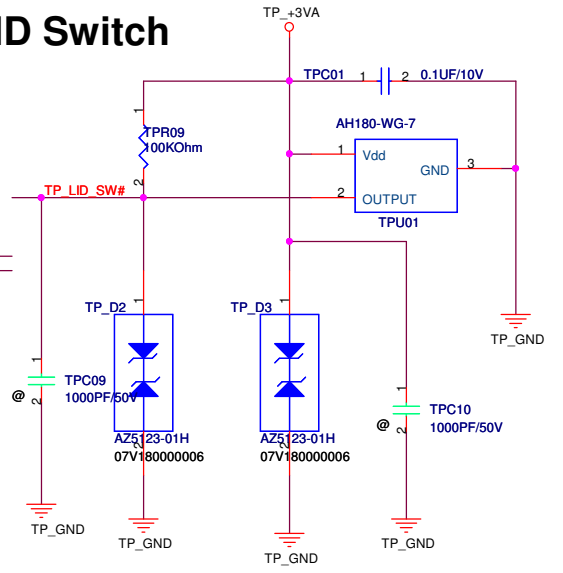 ID Switch
TP_+3VA
TPC01 1 2 0.1UF/10V
1
TPR09
100KOhm
2
AH180-WG-7
1 Vdd
GND 3
2 OUTPUT
TPU01
TP_LID_SW#
TP_D2
1
TP_D3
1
TP_GND
1
TPC09
1000PF/50V
@
2
1
TPC10
1000PF/50V
@
2
AZ5123-01H
2
07V180000006
AZ5123-01H
2
07V180000006
TP_GND
TP_GND
TP_GND
TP_GND